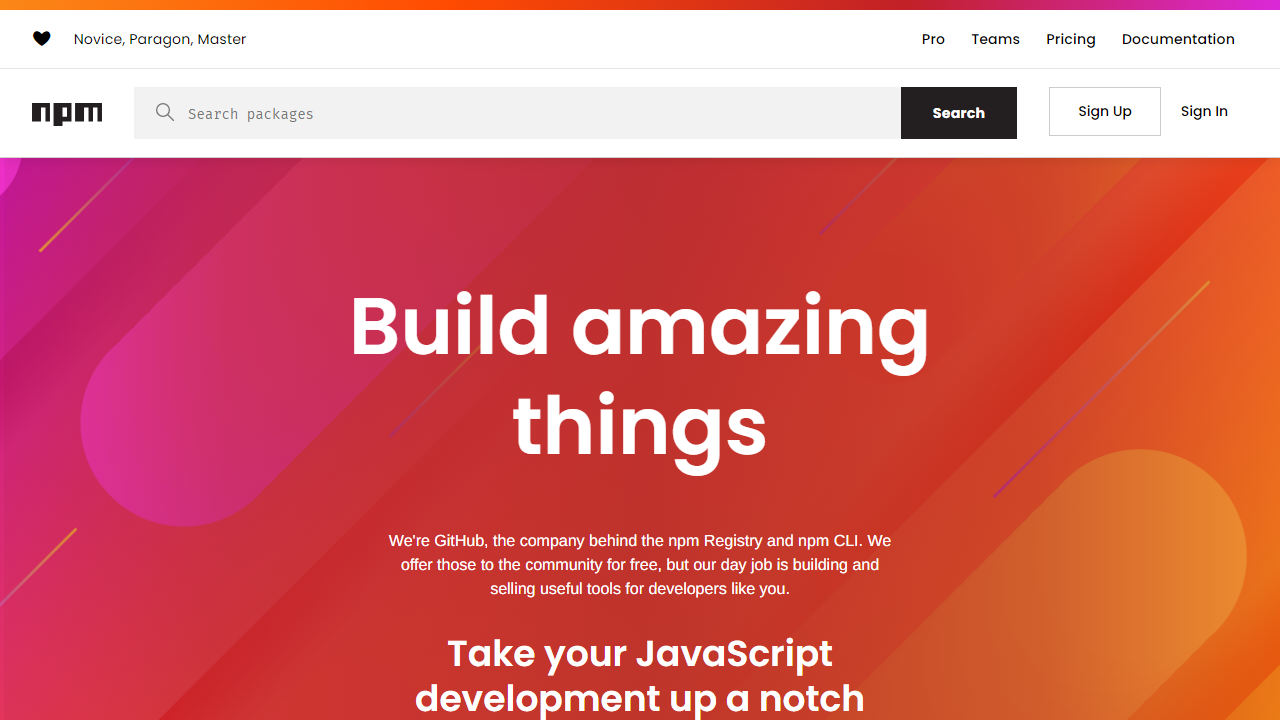 Novice, Paragon, Master
Pro
Teams
Pricing
Documentation
npm
Search packages
Search
Sign Up
Sign In
Build amazing
things
We're GitHub, the company behind the npm Registry and npm CLI. We
offer those to the community for free, but our day job is building and
selling useful tools for developers like you.
Take your JavaScript
development up a notch